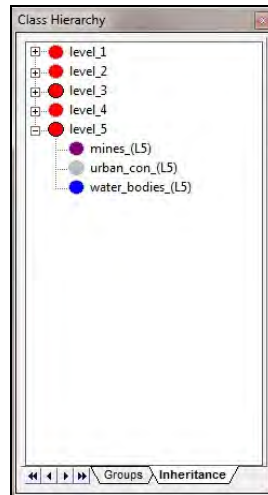 Class Hierarchy
level_1
level_2
level_3
level_4
level_5
mines_(L5)
urban_con_(L5)
water_bodies_(L5)
Groups Inheritance